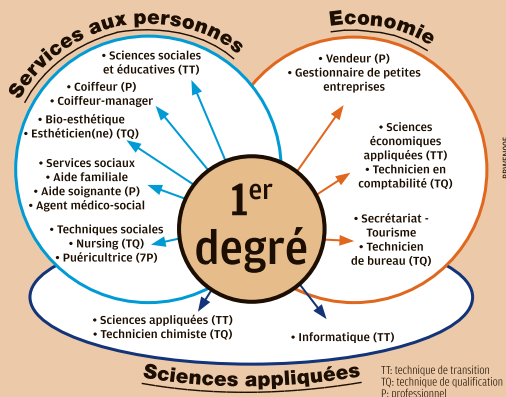 Services aux personnes
• Sciences sociales
et éducatives (TT)
• Coiffeur (P)
• Coiffeur-manager
• Bio-esthétique
• Esthéticien(ne) (TQ)
• Services sociaux
• Aide familiale
• Aide soignante (P)
• Agent médico-social
• Techniques sociales
• Nursing (TQ)
• Puéricultrice (7P)
Economie
• Vendeur (P)
• Gestionnaire de petites
entreprises
• Sciences
économiques
appliquées (TT)
• Technicien en
comptabilité (TQ)
• Secrétariat -
Tourisme
• Technicien
de bureau (TQ)
1er
degré
• Sciences appliquées (TT)
• Technicien chimiste (TQ)
• Informatique (TT)
Sciences appliquées
TT: technique de transition
TQ: technique de qualification
P: professionnel